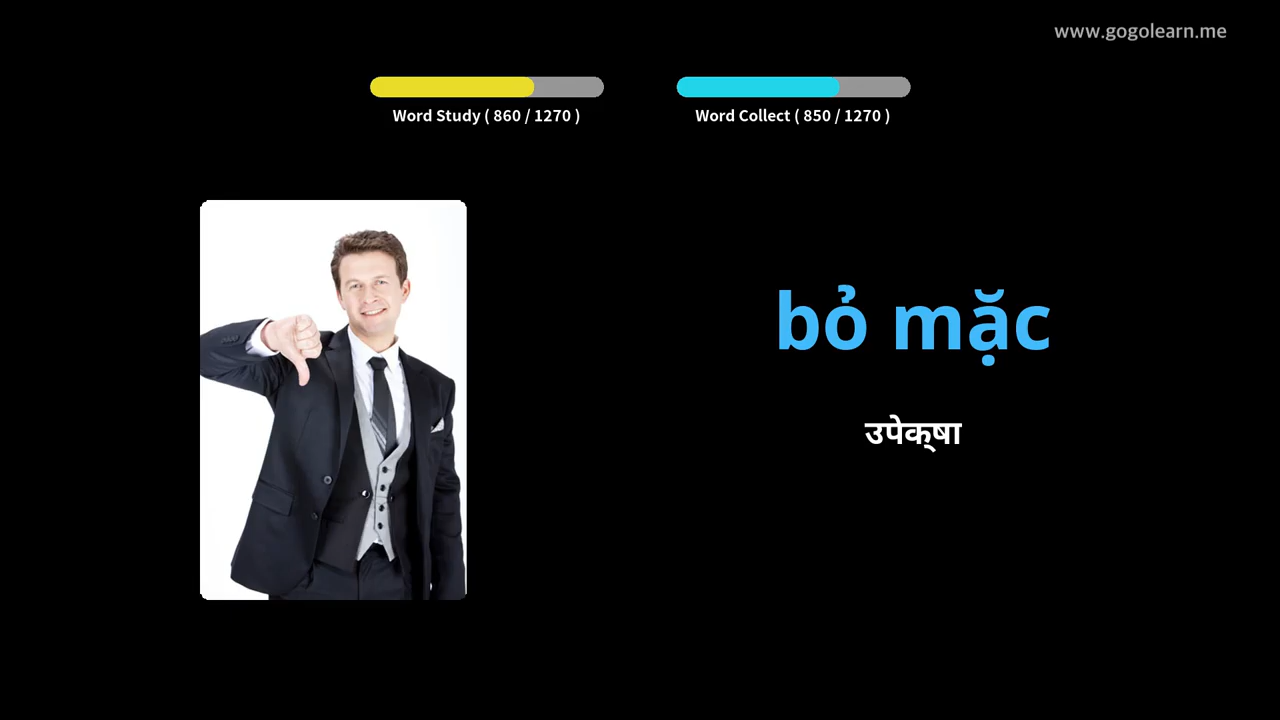 www.gogolearn.me
Word Study ( 860 / 1270 )
Word Collect ( 850 / 1270 )
bỏ mặc
उपेक्षा